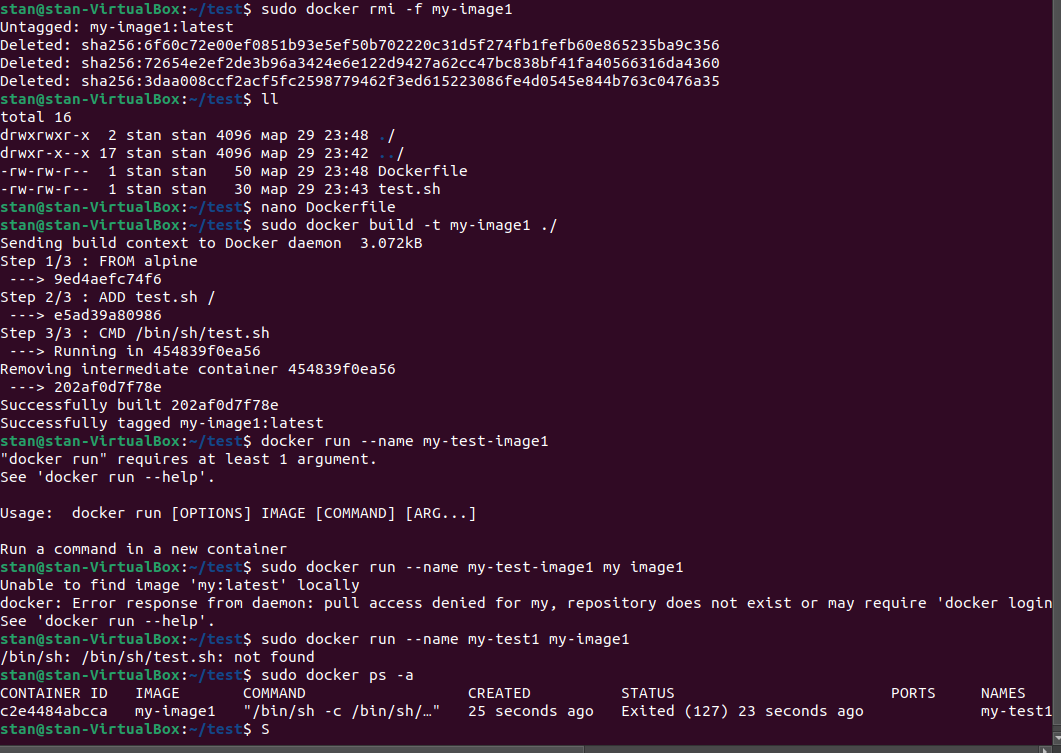 stan@stan-VirtualBox:~/test$ sudo docker rmi -f my-image1
Untagged: my-image1:latest
Deleted: sha256:6f60c72e00ef0851b93e5ef50b702220c31d5f274fb1fefb60e865235ba9c356
Deleted: sha256:72654e2ef2de3b96a3424e6e122d9427a62cc47bc838bf41fa40566316da4360
Deleted: sha256:3daa008ccf2acf5fc2598779462f3ed615223086fe4d0545e844b763c0476a35
stan@stan-VirtualBox:~/test$ ll
total 16
drwxrwxr-x  2 stan stan 4096 мар 29 23:48 ./
drwxr-x--x 17 stan stan 4096 мар 29 23:42 ../
-rw-rw-r--  1 stan stan   50 мар 29 23:48 Dockerfile
-rw-rw-r--  1 stan stan   30 мар 29 23:43 test.sh
stan@stan-VirtualBox:~/test$ nano Dockerfile
stan@stan-VirtualBox:~/test$ sudo docker build -t my-image1 ./
Sending build context to Docker daemon  3.072kB
Step 1/3 : FROM alpine
 ---> 9ed4aefc74f6
Step 2/3 : ADD test.sh /
 ---> e5ad39a80986
Step 3/3 : CMD /bin/sh/test.sh
 ---> Running in 454839f0ea56
Removing intermediate container 454839f0ea56
 ---> 202af0d7f78e
Successfully built 202af0d7f78e
Successfully tagged my-image1:latest
stan@stan-VirtualBox:~/test$ docker run --name my-test-image1
"docker run" requires at least 1 argument.
See 'docker run --help'.

Usage:  docker run [OPTIONS] IMAGE [COMMAND] [ARG...]

Run a command in a new container
stan@stan-VirtualBox:~/test$ sudo docker run --name my-test-image1 my image1
Unable to find image 'my:latest' locally
docker: Error response from daemon: pull access denied for my, repository does not exist or may require 'docker login
See 'docker run --help'.
stan@stan-VirtualBox:~/test$ sudo docker run --name my-test1 my-image1
/bin/sh: /bin/sh/test.sh: not found
stan@stan-VirtualBox:~/test$ sudo docker ps -a
CONTAINER ID   IMAGE       COMMAND                  CREATED          STATUS                        PORTS     NAMES
c2e4484abcca   my-image1   "/bin/sh -c /bin/sh/…"   25 seconds ago   Exited (127) 23 seconds ago             my-test1
stan@stan-VirtualBox:~/test$ S